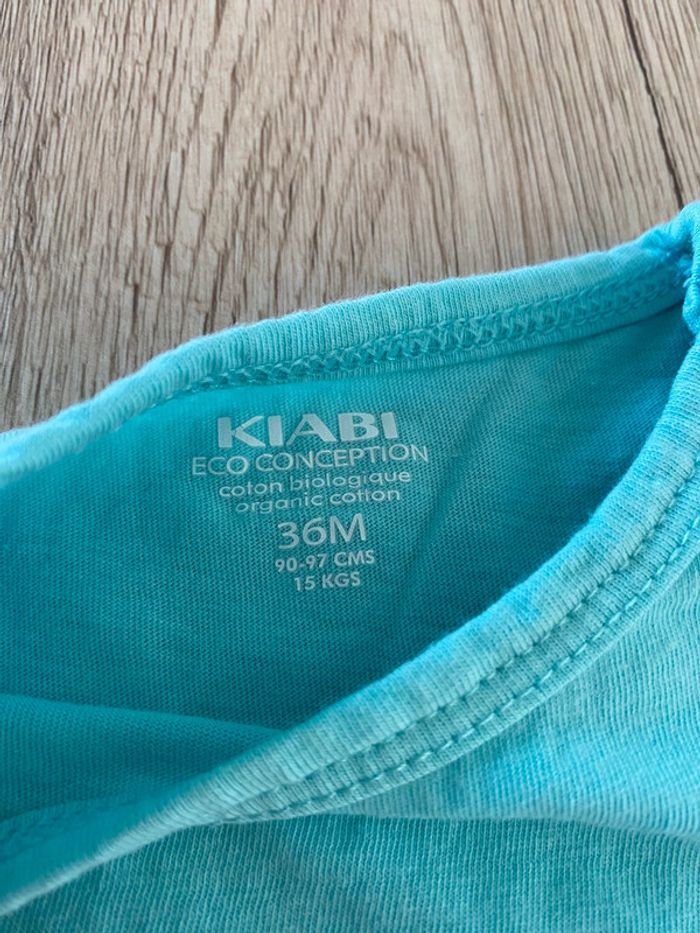 KIABI
ECO CONCEPTION
coton biologique
organic cotton
36M
90-97 CMS
15 KGS